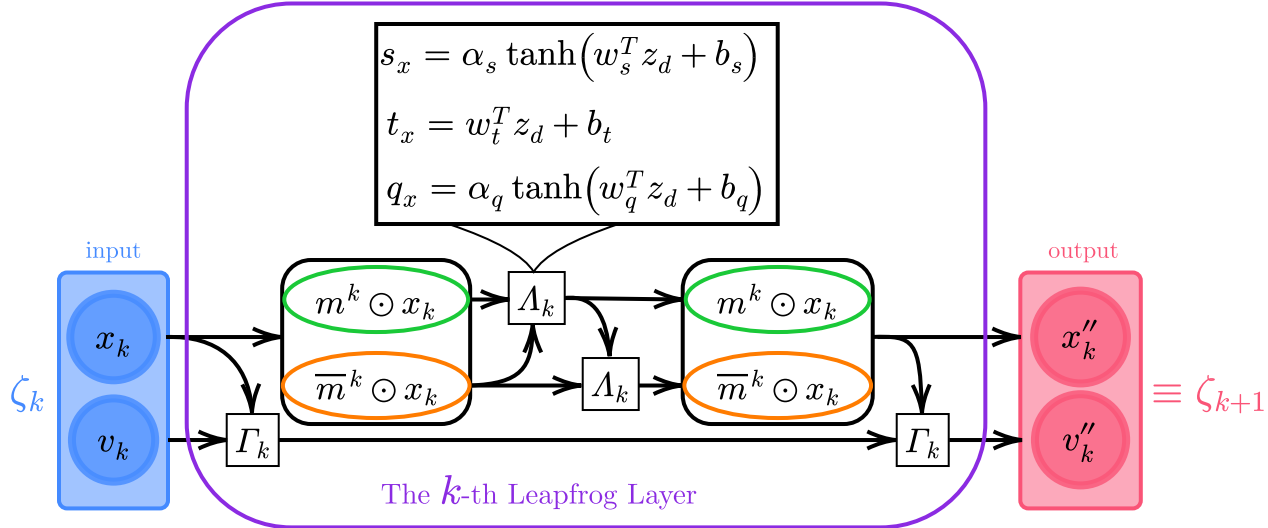 s_x = α_s tanh(w_s^T z_d + b_s)
t_x = w_t^T z_d + b_t
q_x = α_q tanh(w_q^T z_d + b_q)
input
output
m^k ⊙ x_k
Λ_k
m^k ⊙ x_k
x_k
x_k''
m̅^k ⊙ x_k
Λ_k
m̅^k ⊙ x_k
ζ_k
≡ ζ_{k+1}
v_k
Γ_k
Γ_k
v_k''
The k-th Leapfrog Layer